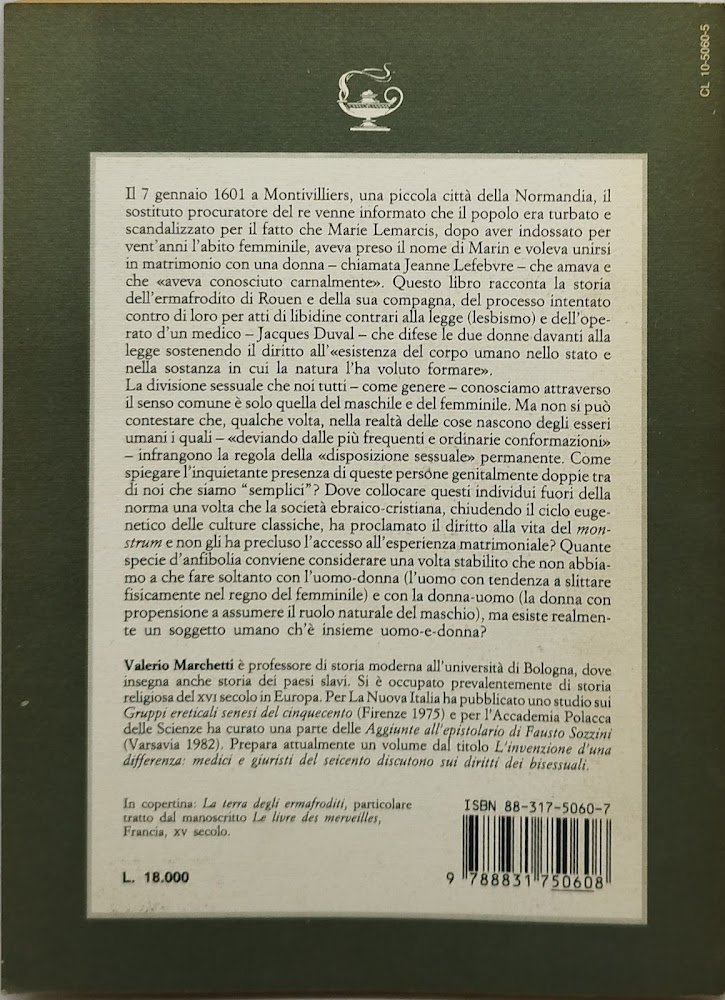 CL 10-5060-5
Il 7 gennaio 1601 a Montivilliers, una piccola città della Normandia, il
sostituto procuratore del re venne informato che il popolo era turbato e
scandalizzato per il fatto che Marie Lemarcis, dopo aver indossato per
vent'anni l'abito femminile, aveva preso il nome di Marin e voleva unirsi
in matrimonio con una donna – chiamata Jeanne Lefebvre – che amava e
che «aveva conosciuto carnalmente». Questo libro racconta la storia
dell'ermafrodito di Rouen e della sua compagna, del processo intentato
contro di loro per atti di libidine contrari alla legge (lesbismo) e dell'ope-
rato d'un medico – Jacques Duval – che difese le due donne davanti alla
legge sostenendo il diritto all'«esistenza del corpo umano nello stato e
nella sostanza in cui la natura l'ha voluto formare».
La divisione sessuale che noi tutti – come genere – conosciamo attraverso
il senso comune è solo quella del maschile e del femminile. Ma non si può
contestare che, qualche volta, nella realtà delle cose nascono degli esseri
umani i quali – «deviando dalle più frequenti e ordinarie conformazioni»
– infrangono la regola della «disposizione sessuale» permanente. Come
spiegare l'inquietante presenza di queste persone genitalmente doppie tra
di noi che siamo "semplici"? Dove collocare questi individui fuori della
norma una volta che la società ebraico-cristiana, chiudendo il ciclo euge-
netico delle culture classiche, ha proclamato il diritto alla vita del mon-
strum e non gli ha precluso l'accesso all'esperienza matrimoniale? Quante
specie d'anfibolia conviene considerare una volta stabilito che non abbia-
mo a che fare soltanto con l'uomo-donna (l'uomo con tendenza a slittare
fisicamente nel regno del femminile) e con la donna-uomo (la donna con
propensione a assumere il ruolo naturale del maschio), ma esiste realmen-
te un soggetto umano ch'è insieme uomo-e-donna?
Valerio Marchetti è professore di storia moderna all'università di Bologna, dove
insegna anche storia dei paesi slavi. Si è occupato prevalentemente di storia
religiosa del XVI secolo in Europa. Per La Nuova Italia ha pubblicato uno studio sui
Gruppi ereticali senesi del cinquecento (Firenze 1975) e per l'Accademia Polacca
delle Scienze ha curato una parte delle Aggiunte all'epistolario di Fausto Sozzini
(Varsavia 1982). Prepara attualmente un volume dal titolo L'invenzione d'una
differenza: medici e giuristi del seicento discutono sui diritti dei bisessuali.
In copertina: La terra degli ermafroditi, particolare
tratto dal manoscritto Le livre des merveilles,
Francia, XV secolo.
L. 18.000
ISBN 88-317-5060-7
9 788831 750608